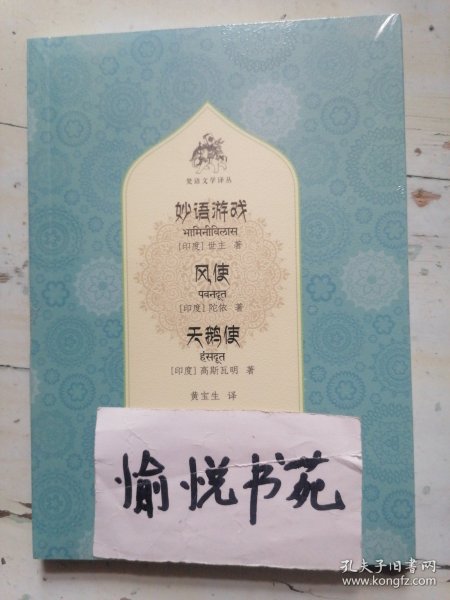 梵语文学译丛
妙语游戏
भामिनीविलास
[印度] 世主 著
风使
पवनदूत
[印度] 陀依 著
天鹅使
हंसदूत
[印度] 高斯瓦明 著
黄宝生 译
愉悦书苑
孔夫子旧书网
www.kongfz.com